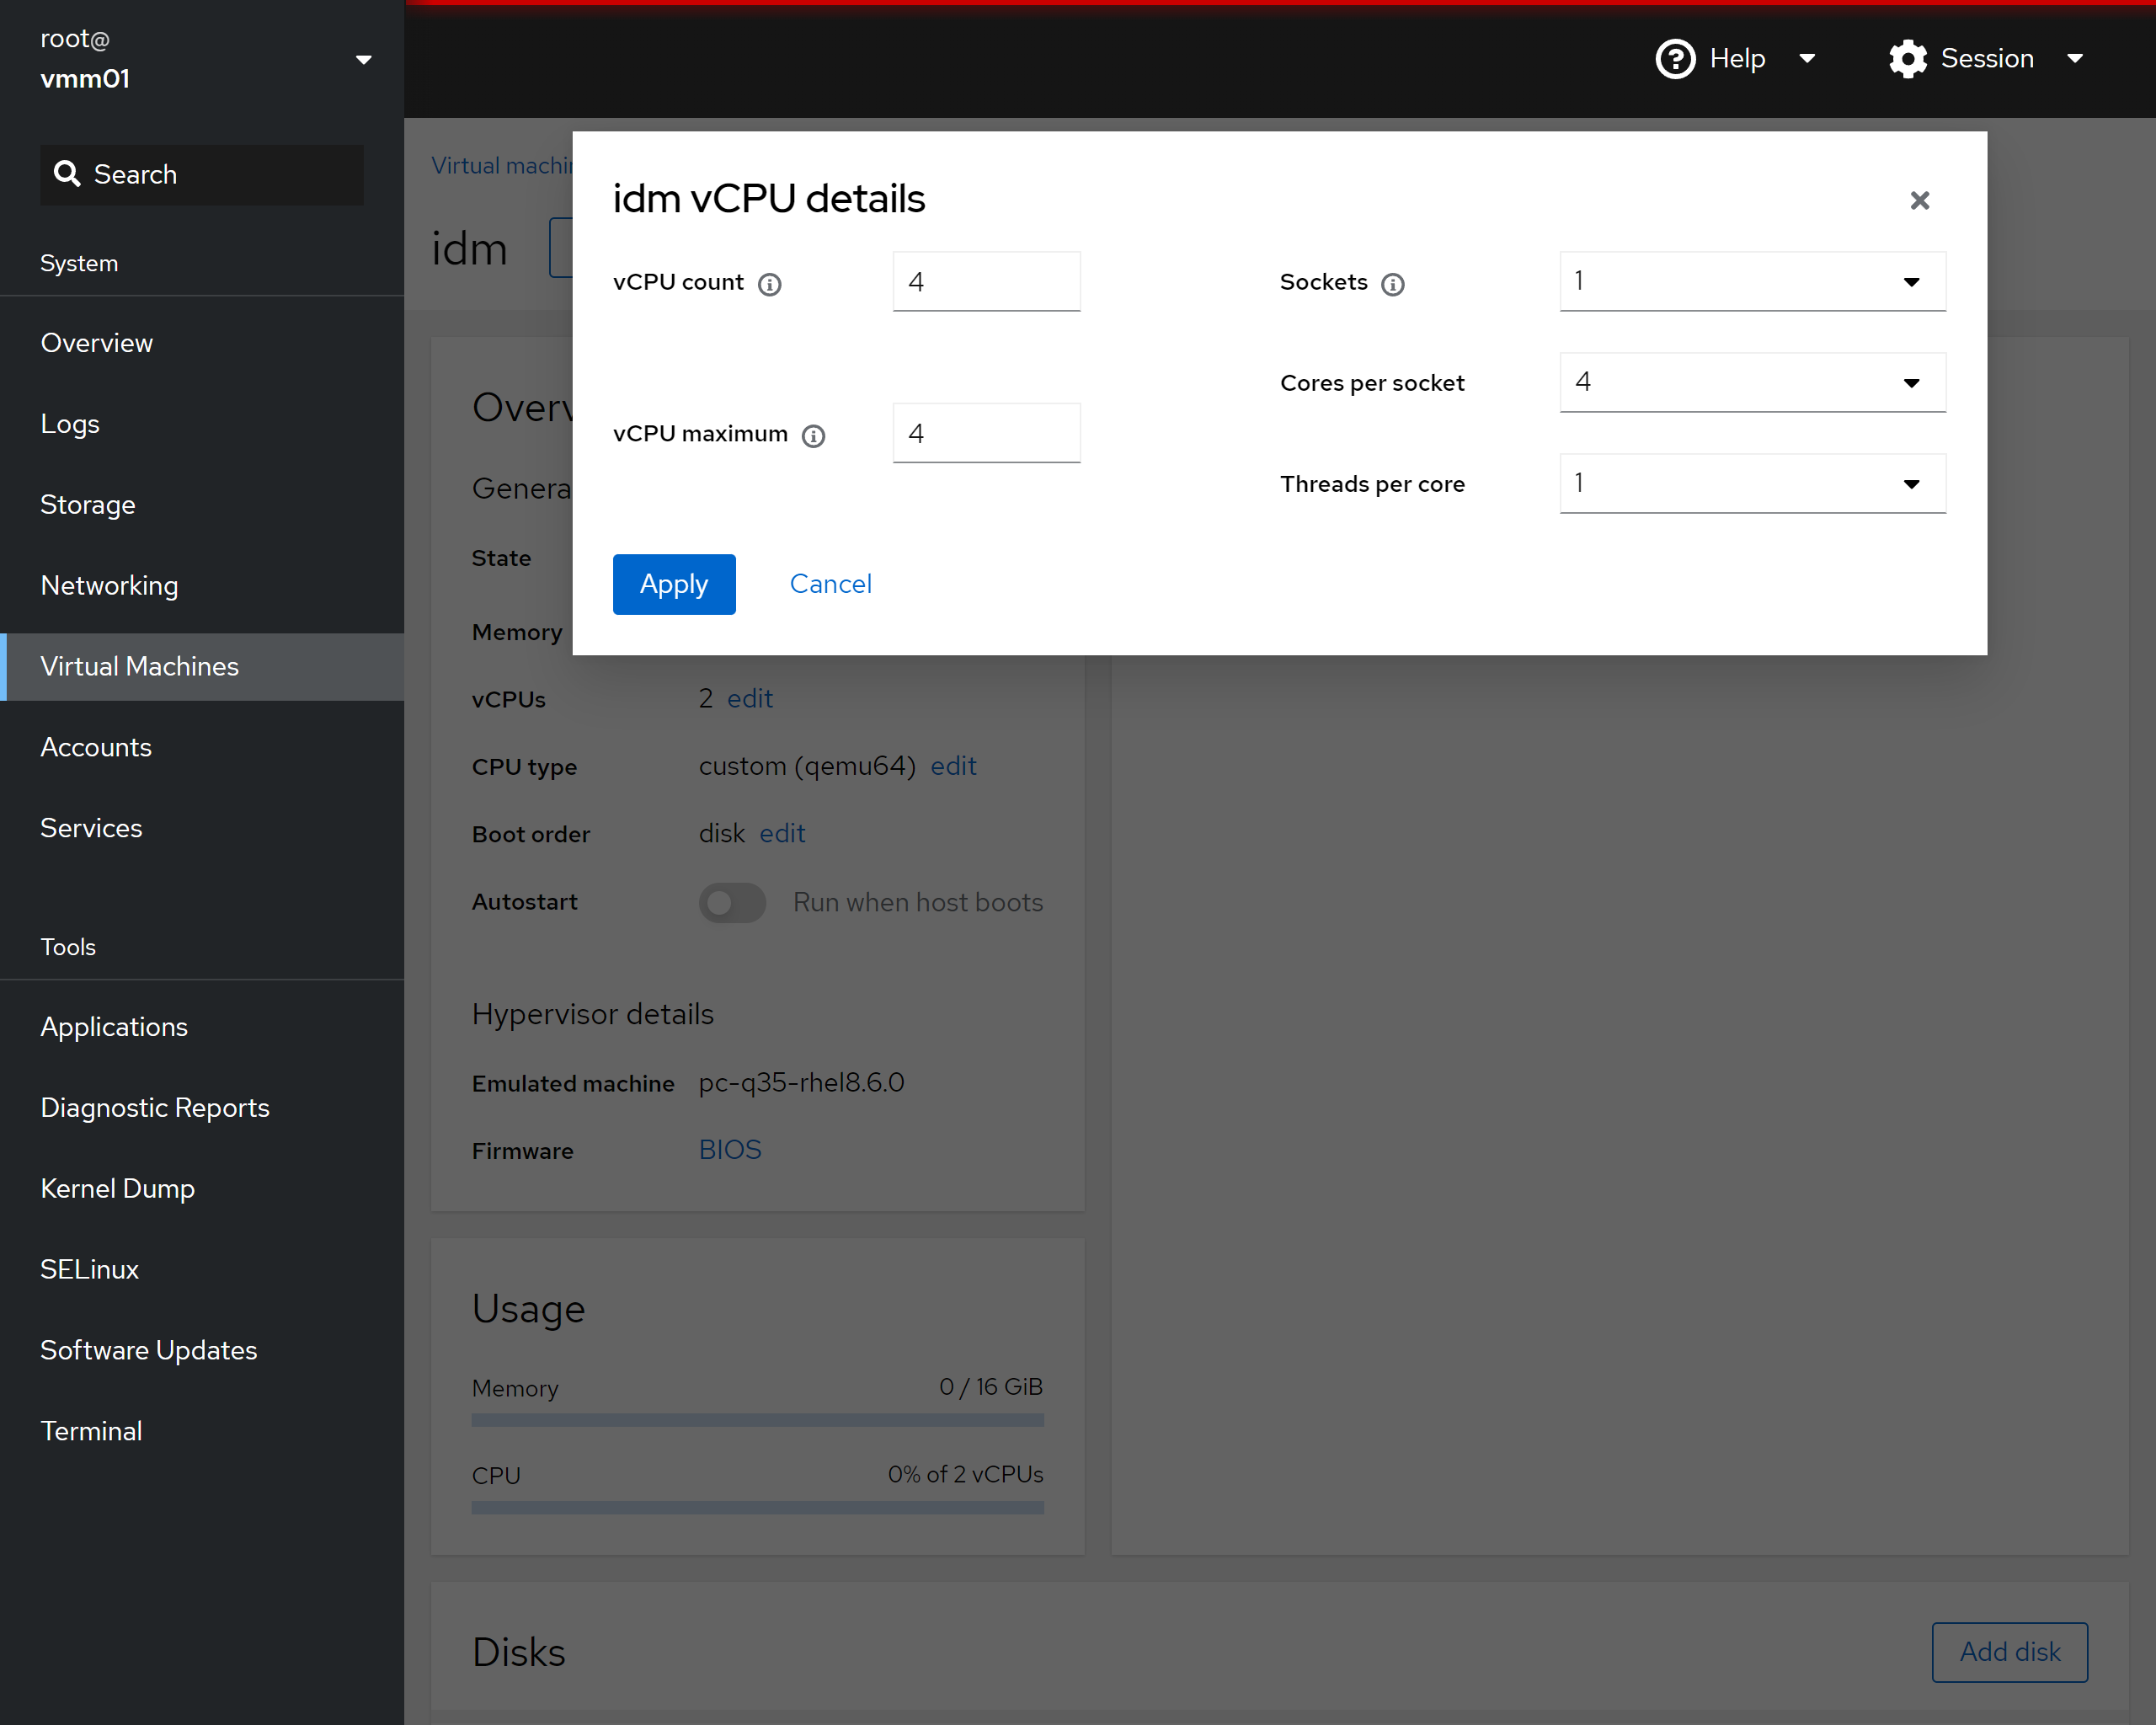 root@
vmm01
Help
Session
Search
System
Overview
Logs
Storage
Networking
Virtual Machines
Accounts
Services
Tools
Applications
Diagnostic Reports
Kernel Dump
SELinux
Software Updates
Terminal
Virtual machin
idm
idm vCPU details
vCPU count 4
Sockets 1
Cores per socket 4
vCPU maximum 4
Threads per core 1
Apply Cancel
Overv
Genera
State
Memory
vCPUs 2 edit
CPU type custom (qemu64) edit
Boot order disk edit
Autostart Run when host boots
Hypervisor details
Emulated machine pc-q35-rhel8.6.0
Firmware BIOS
Usage
Memory 0 / 16 GiB
CPU 0% of 2 vCPUs
Disks
Add disk